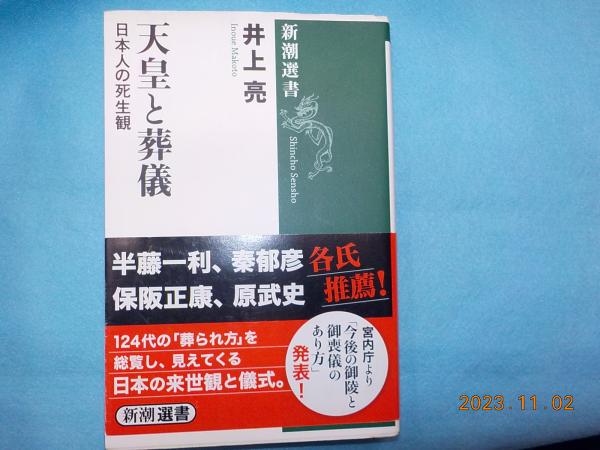 新潮選書
Shincho Sensho
井上 亮
Inoue Makoto
天皇と葬儀
日本人の死生観
半藤一利、秦郁彦
保阪正康、原武史
各氏
推薦!
124代の「葬られ方」を
総覧し、見えてくる
日本の来世観と儀式。
新潮選書
宮内庁より
「今後の御陵と
御喪儀の
あり方」
発表!
2023.11.02